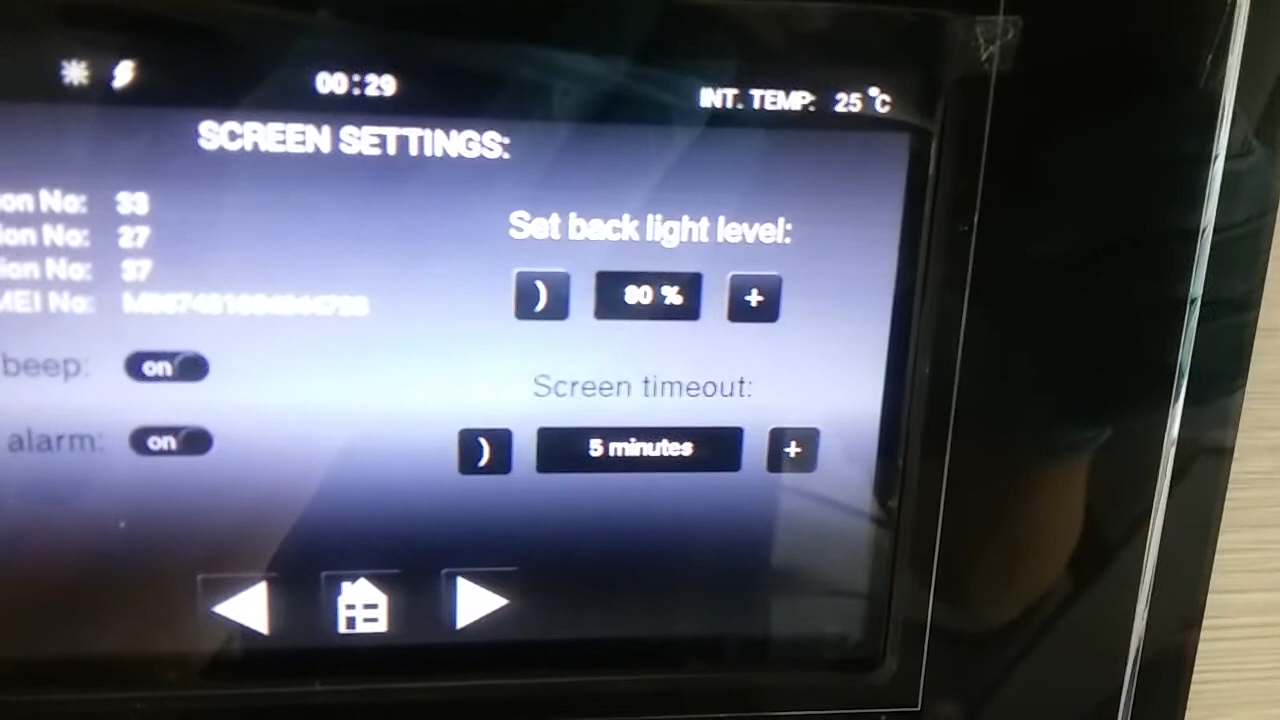 00:29
INT. TEMP: 25 °C
SCREEN SETTINGS:
on No: 33
ion No: 27
ion No: 37
MEI No:
Set back light level:
) 80 % +
beep: on
Screen timeout:
alarm: on
) 5 minutes +